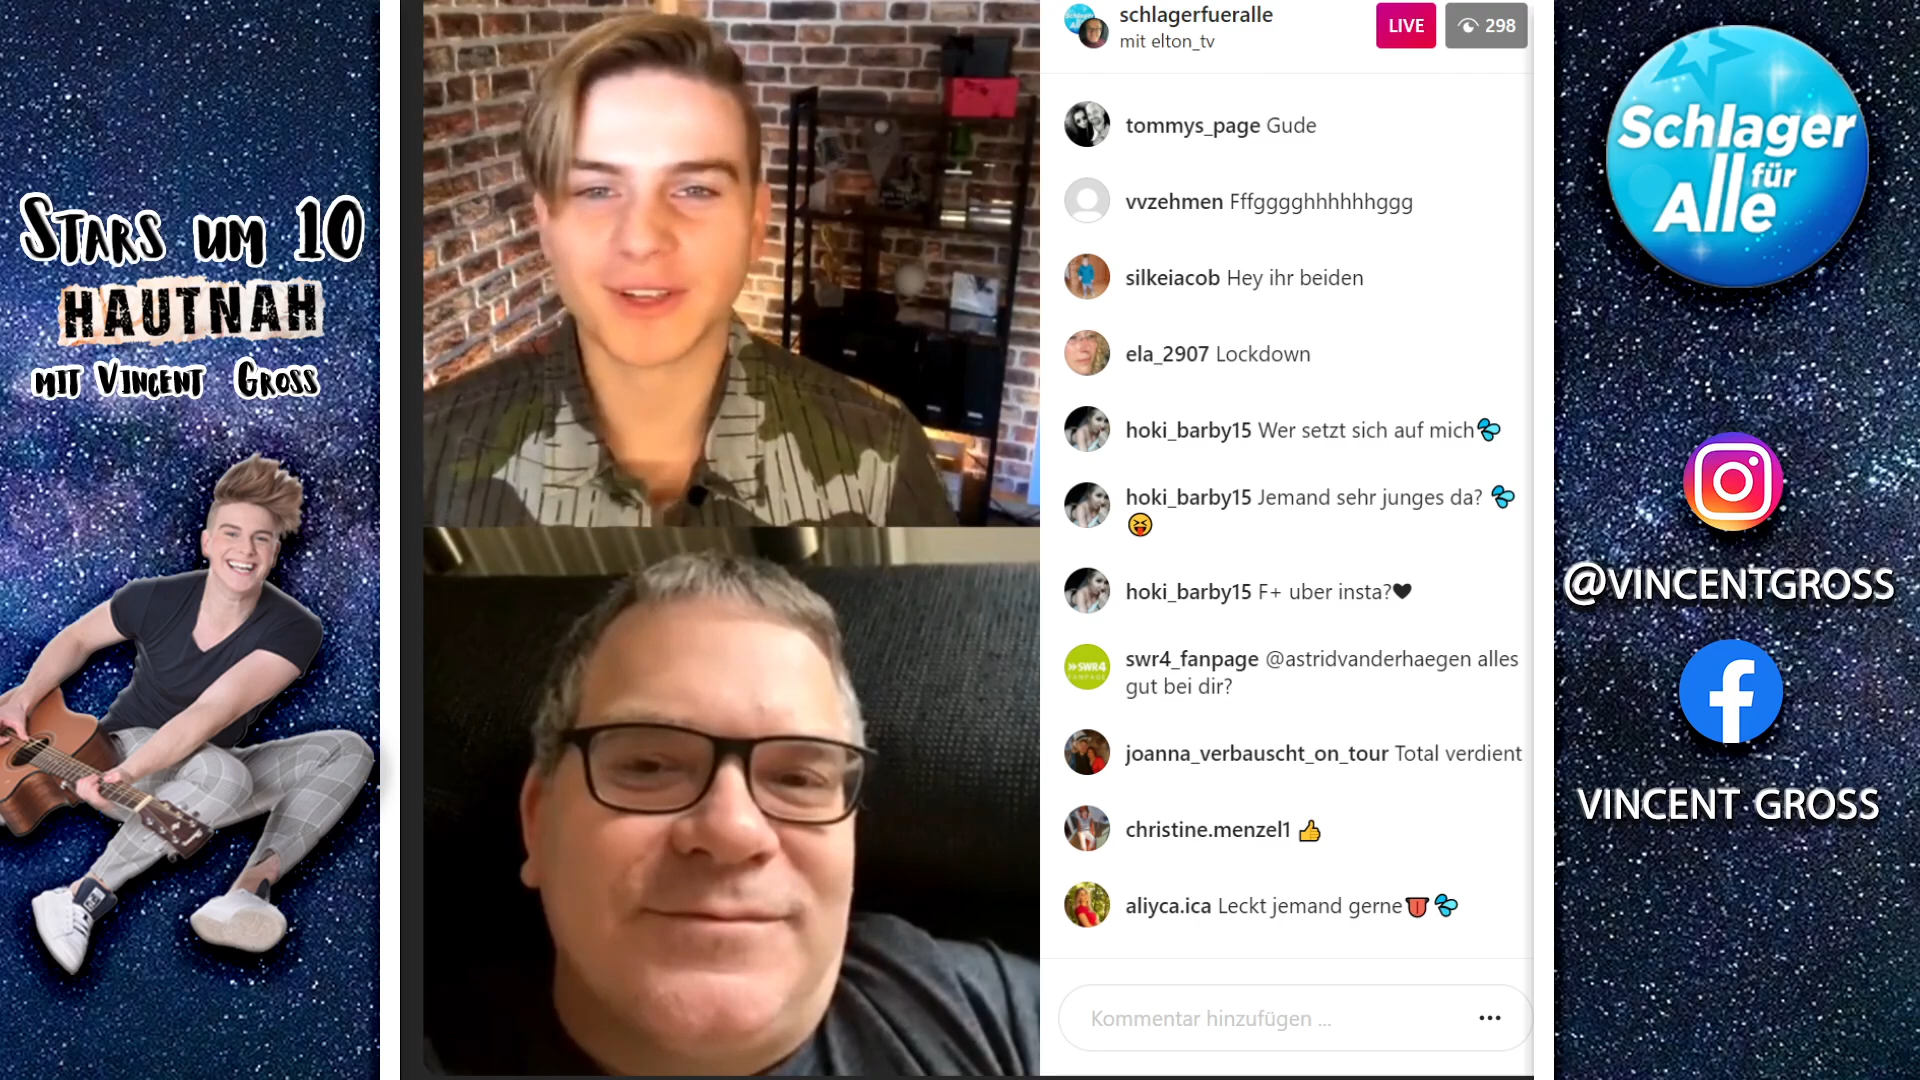 STARS UM 10
HAUTNAH
MIT VINCENT GROSS
schlagerfueralle
mit elton_tv
LIVE
298
tommys_page Gude
vvzehmen Fffgggghhhhhhggg
silkeiacob Hey ihr beiden
ela_2907 Lockdown
hoki_barby15 Wer setzt sich auf mich💦
hoki_barby15 Jemand sehr junges da? 💦
😝
hoki_barby15 F+ uber insta?🖤
»SWR4
FANPAGE
swr4_fanpage @astridvanderhaegen alles
gut bei dir?
joanna_verbauscht_on_tour Total verdient
christine.menzel1 👍
aliyca.ica Leckt jemand gerne👅💦
Kommentar hinzufügen ...
Schlager
für
Alle
@VINCENTGROSS
VINCENT GROSS